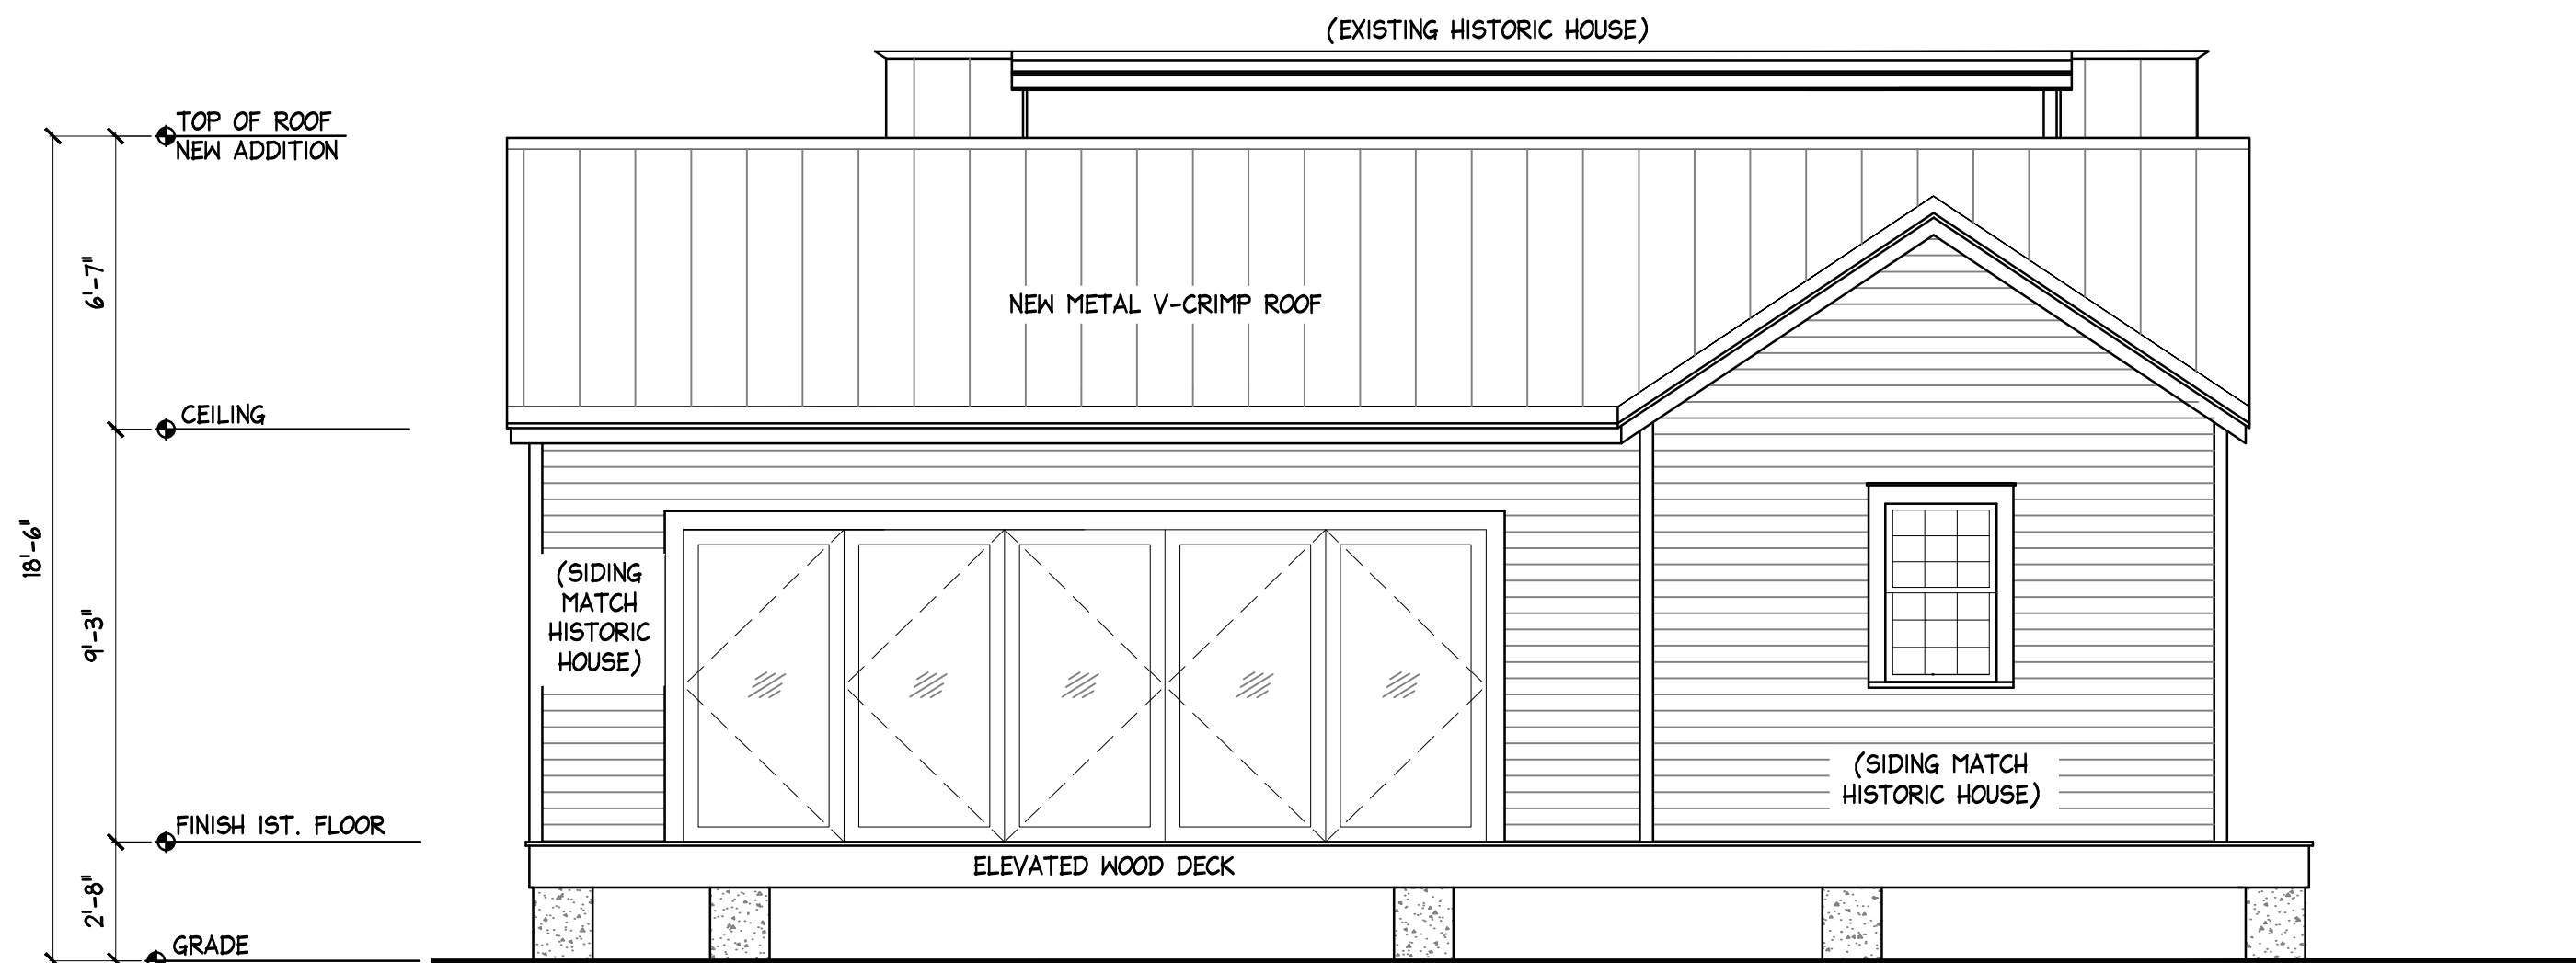 (EXISTING HISTORIC HOUSE)
TOP OF ROOF
NEW ADDITION
6'-7"
NEW METAL V-CRIMP ROOF
CEILING
18'-6"
9'-3"
(SIDING
MATCH
HISTORIC
HOUSE)
(SIDING MATCH
HISTORIC HOUSE)
FINISH 1ST. FLOOR
ELEVATED WOOD DECK
2'-8"
GRADE